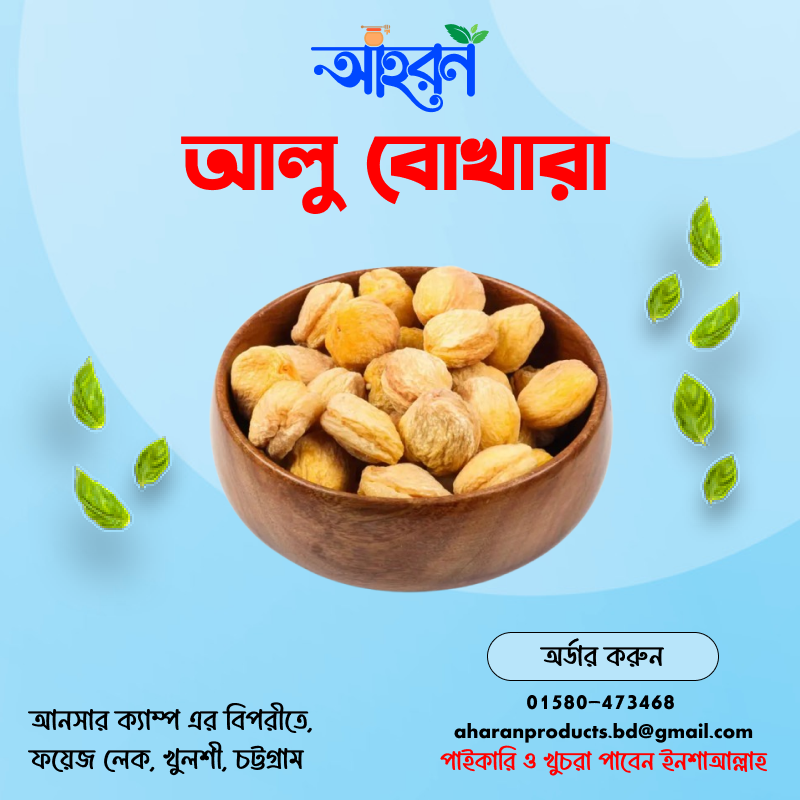 আহরণ
আলু বোখারা
অর্ডার করুন
01580-473468
aharanproducts.bd@gmail.com
পাইকারি ও খুচরা পাবেন ইনশাআল্লাহ
আনসার ক্যাম্প এর বিপরীতে,
ফয়েজ লেক, খুলশী, চট্টগ্রাম